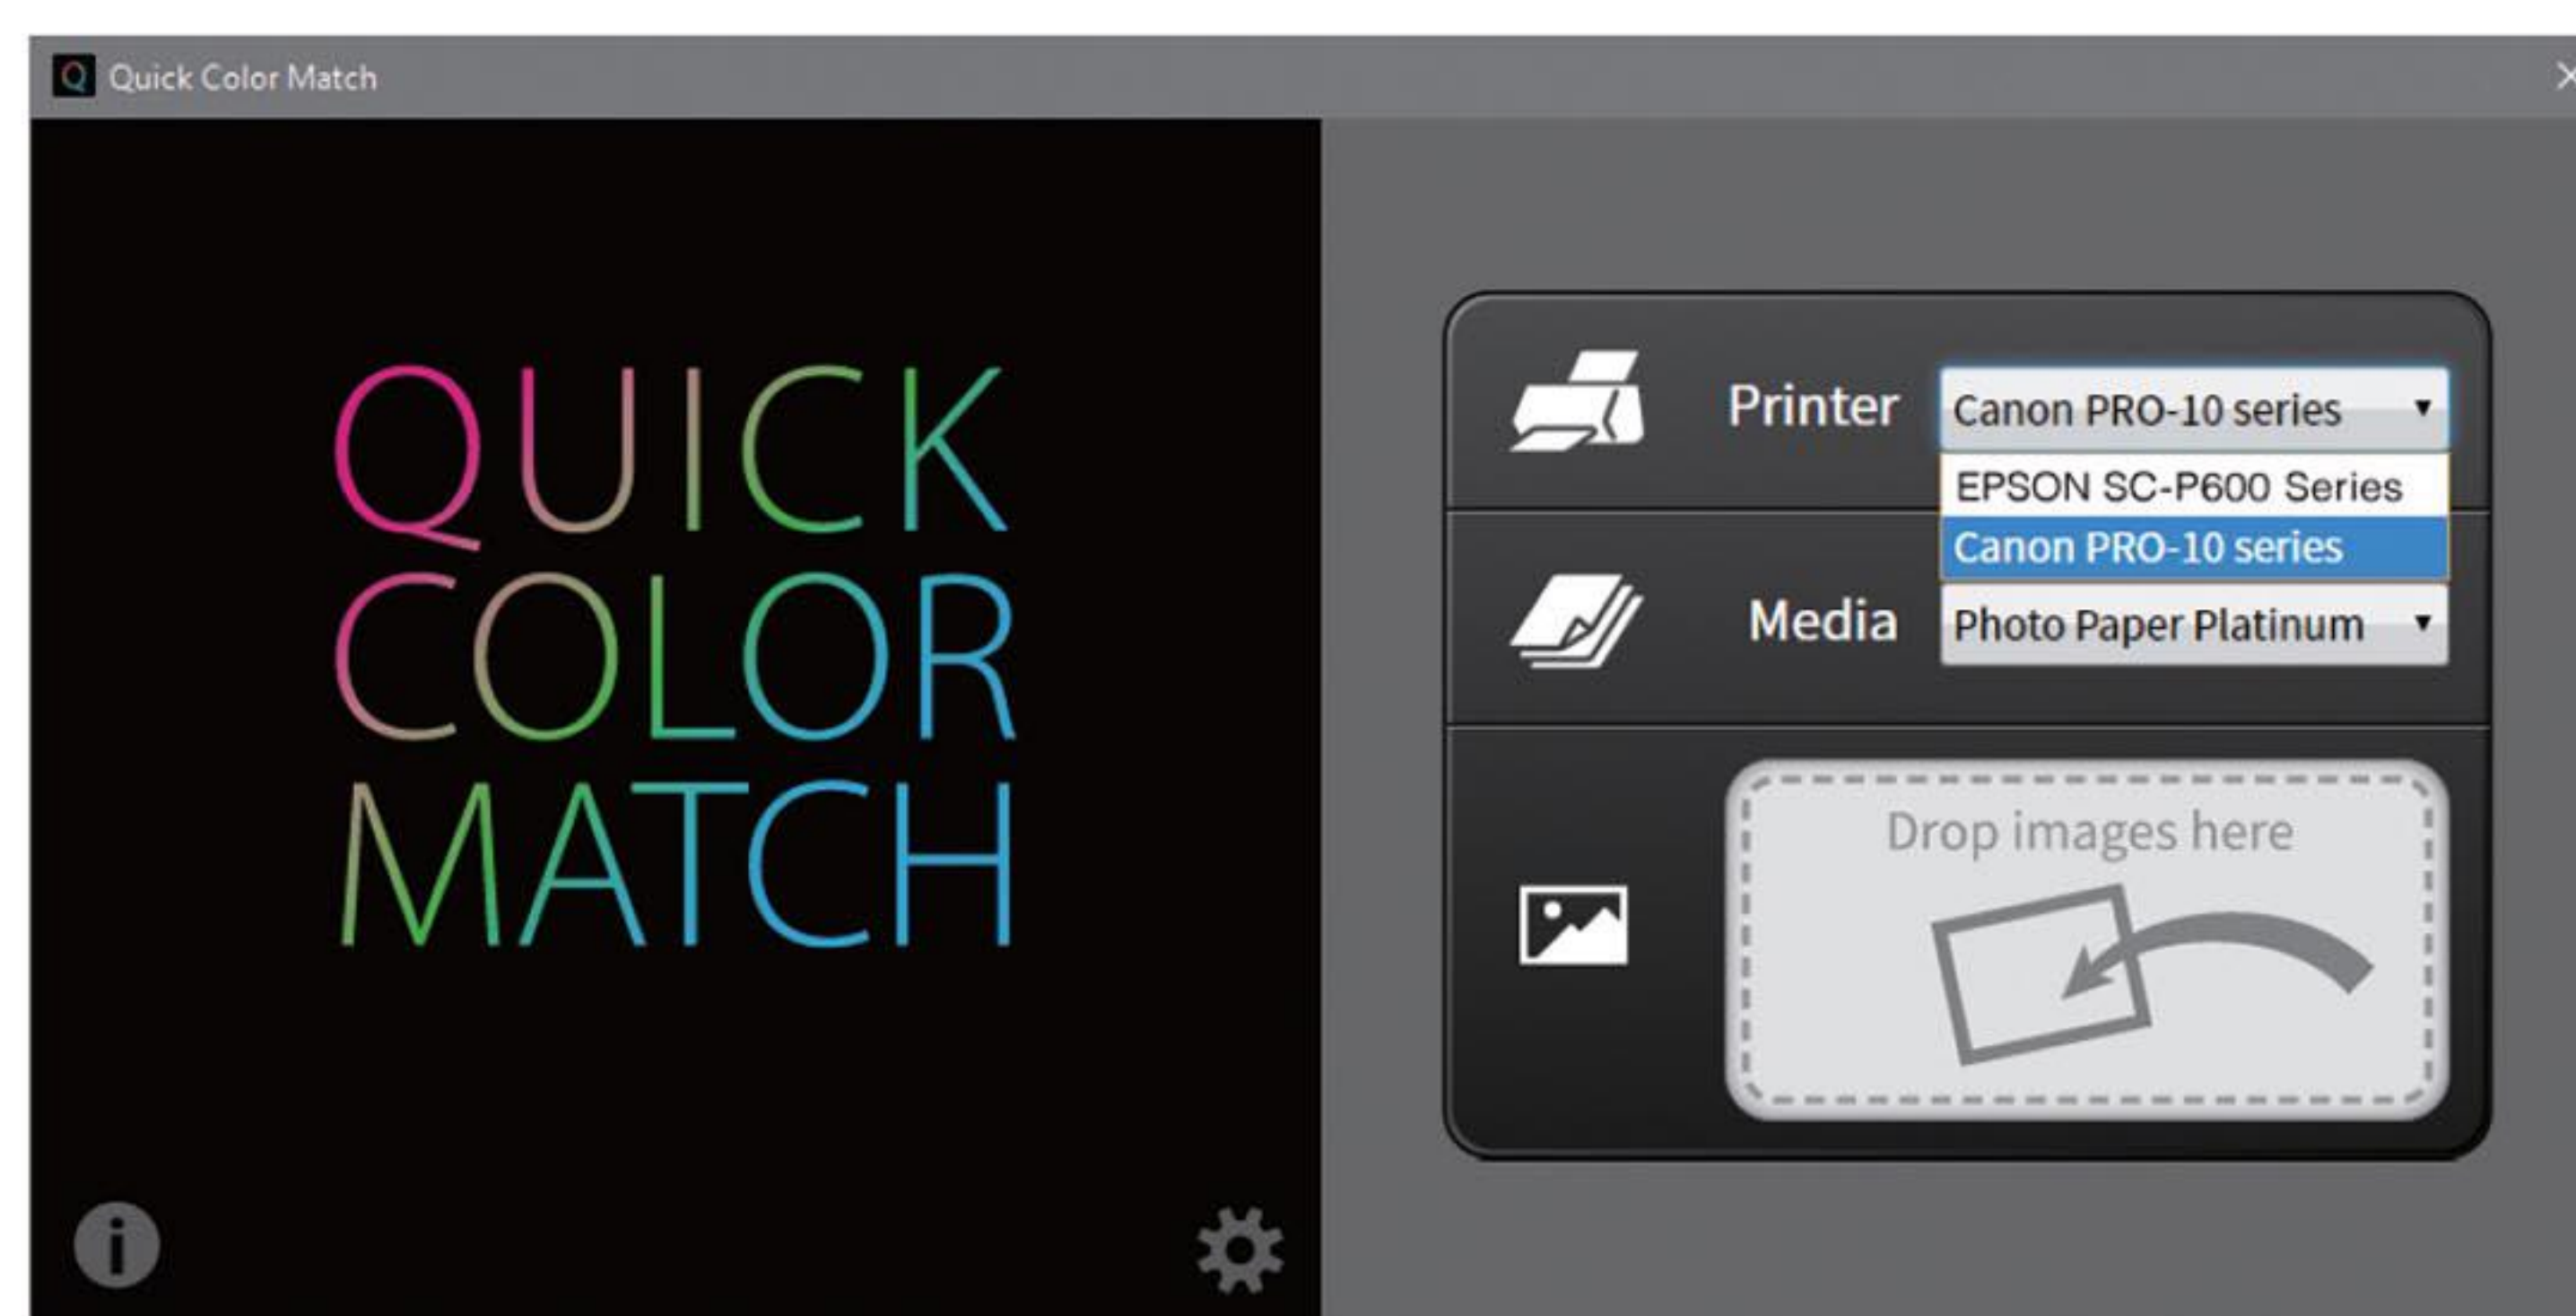 Quick Color Match
QUICK
COLOR
MATCH
Printer
Canon PRO-10 series
EPSON SC-P600 Series
Canon PRO-10 series
Media
Photo Paper Platinum
Drop images here